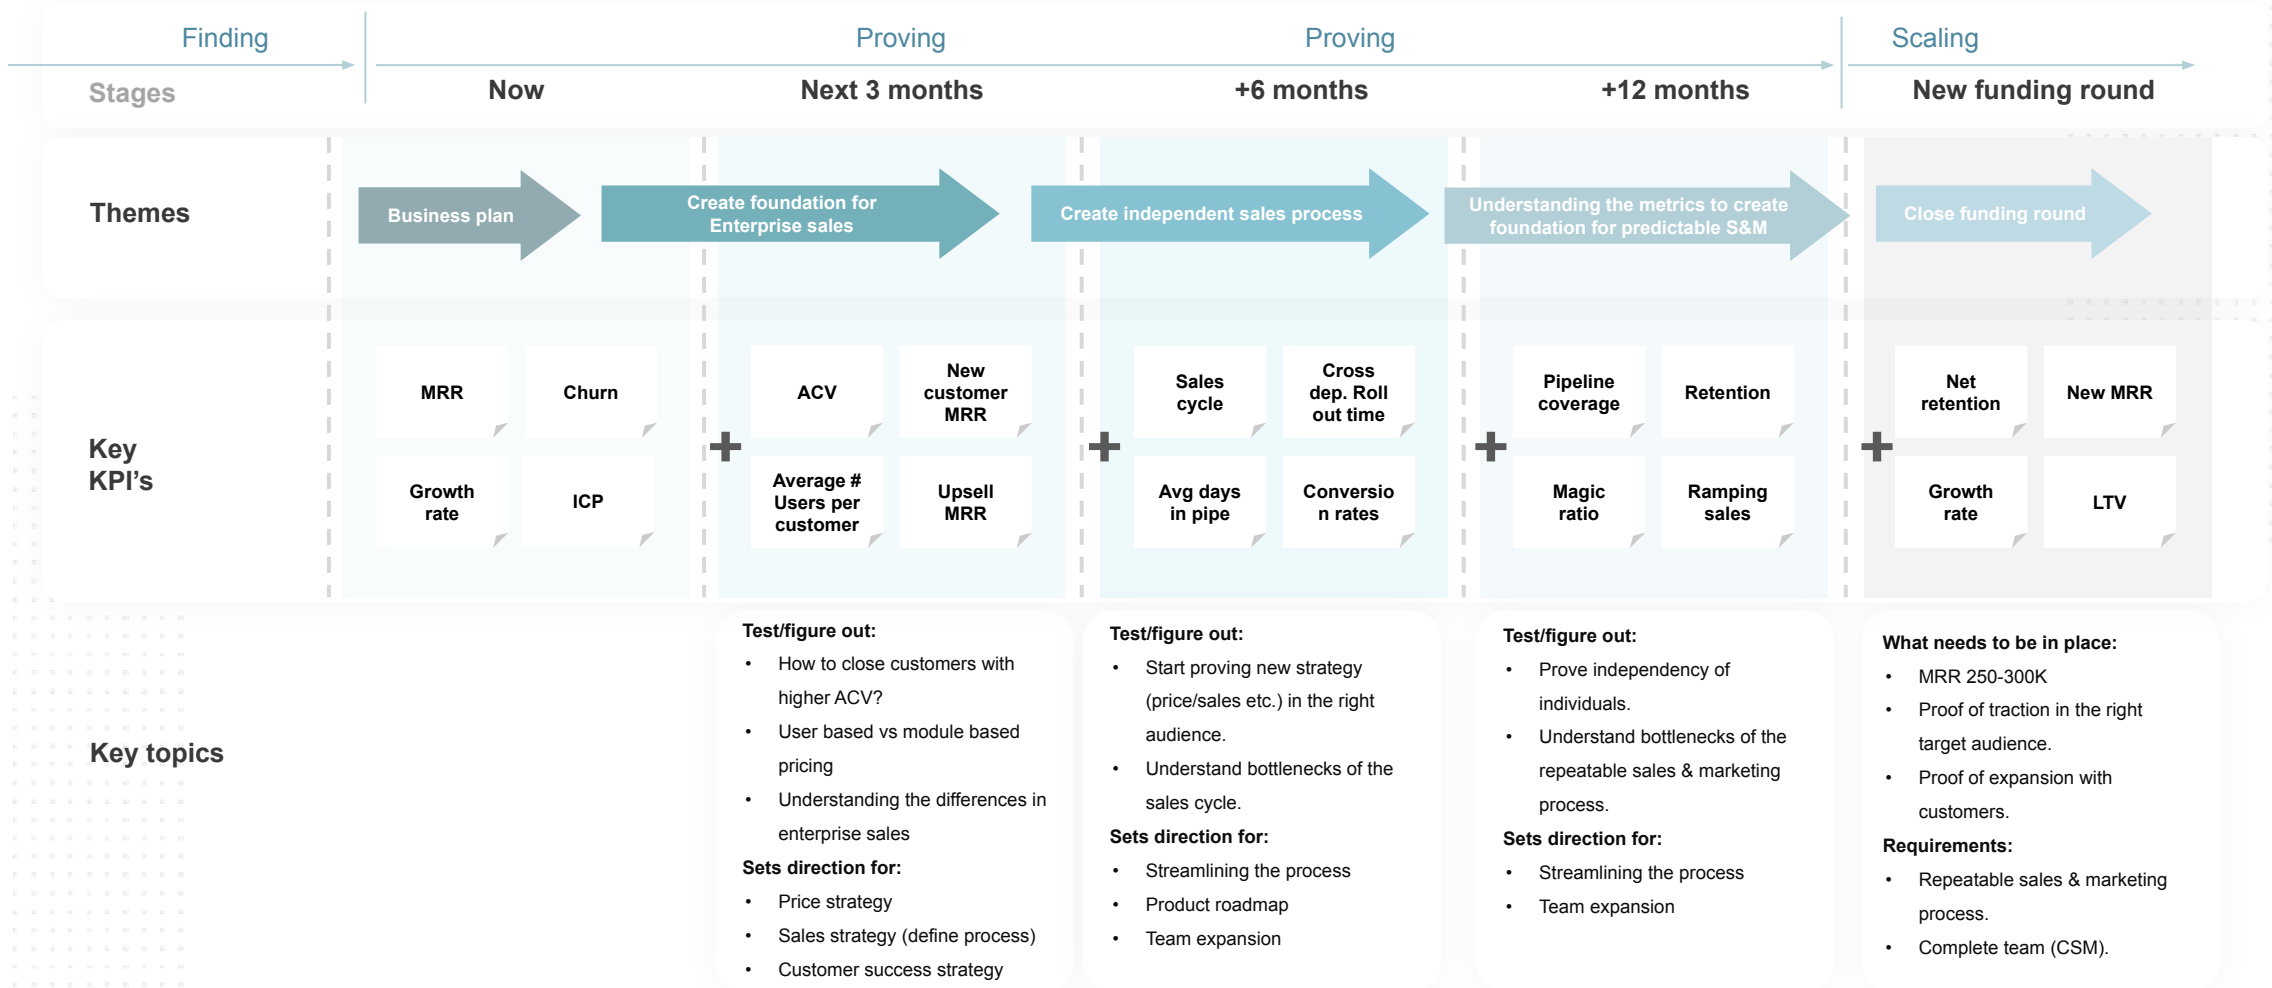 Finding
Proving
Proving
Scaling
Stages
Now
Next 3 months
+6 months
+12 months
New funding round
Themes
Business plan
Create foundation for
Enterprise sales
Create independent sales process
Understanding the metrics to create
foundation for predictable S&M
Close funding round
Key
KPI’s
MRR
Churn
Growth
rate
ICP
+
ACV
New
customer
MRR
Average #
Users per
customer
Upsell
MRR
+
Sales
cycle
Cross
dep. Roll
out time
Avg days
in pipe
Conversio
n rates
+
Pipeline
coverage
Retention
Magic
ratio
Ramping
sales
+
Net
retention
New MRR
Growth
rate
LTV
Key topics
Test/figure out:
• How to close customers with
higher ACV?
• User based vs module based
pricing
• Understanding the differences in
enterprise sales
Sets direction for:
• Price strategy
• Sales strategy (define process)
• Customer success strategy
Test/figure out:
• Start proving new strategy
(price/sales etc.) in the right
audience.
• Understand bottlenecks of the
sales cycle.
Sets direction for:
• Streamlining the process
• Product roadmap
• Team expansion
Test/figure out:
• Prove independency of
individuals.
• Understand bottlenecks of the
repeatable sales & marketing
process.
Sets direction for:
• Streamlining the process
• Team expansion
What needs to be in place:
• MRR 250-300K
• Proof of traction in the right
target audience.
• Proof of expansion with
customers.
Requirements:
• Repeatable sales & marketing
process.
• Complete team (CSM).